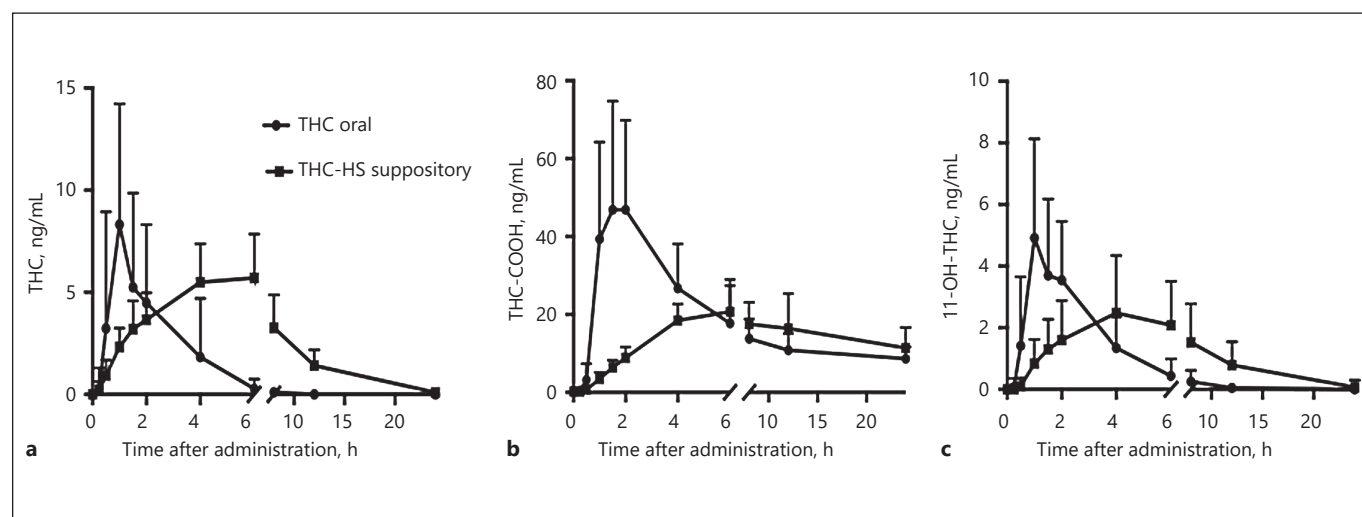 15
10
5
0
THC, ng/mL
THC oral
THC-HS suppository
0 2 4 6 10 15 20
Time after administration, h
a
80
60
40
20
0
THC-COOH, ng/mL
0 2 4 6 10 15 20
Time after administration, h
b
10
8
6
4
2
0
11-OH-THC, ng/mL
0 2 4 6 10 15 20
Time after administration, h
c